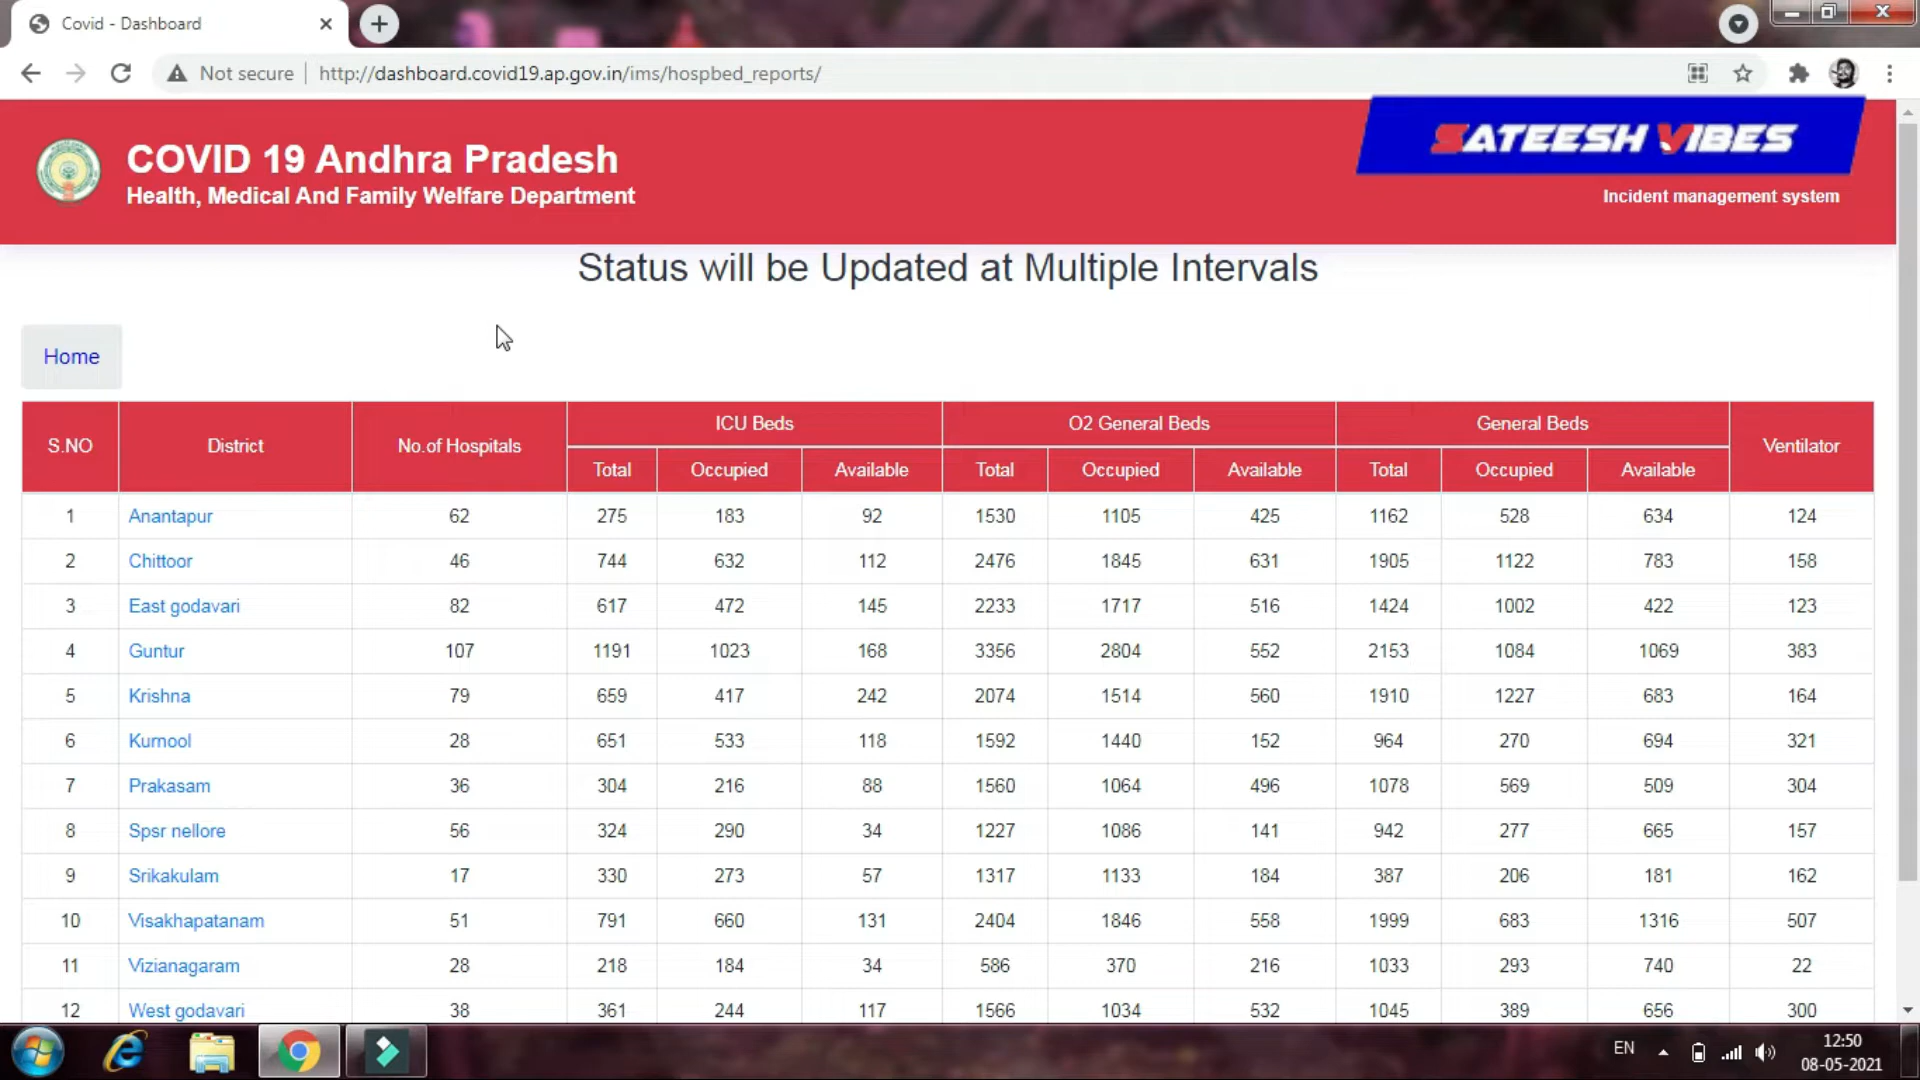 Covid - Dashboard
Not secure | http://dashboard.covid19.ap.gov.in/ims/hospbed_reports/
COVID 19 Andhra Pradesh
Health, Medical And Family Welfare Department
SATEESH VIBES
Incident management system
Status will be Updated at Multiple Intervals
Home
S.NO District No.of Hospitals ICU Beds O2 General Beds General Beds Ventilator
Total Occupied Available Total Occupied Available Total Occupied Available
1 Anantapur 62 275 183 92 1530 1105 425 1162 528 634 124
2 Chittoor 46 744 632 112 2476 1845 631 1905 1122 783 158
3 East godavari 82 617 472 145 2233 1717 516 1424 1002 422 123
4 Guntur 107 1191 1023 168 3356 2804 552 2153 1084 1069 383
5 Krishna 79 659 417 242 2074 1514 560 1910 1227 683 164
6 Kurnool 28 651 533 118 1592 1440 152 964 270 694 321
7 Prakasam 36 304 216 88 1560 1064 496 1078 569 509 304
8 Spsr nellore 56 324 290 34 1227 1086 141 942 277 665 157
9 Srikakulam 17 330 273 57 1317 1133 184 387 206 181 162
10 Visakhapatanam 51 791 660 131 2404 1846 558 1999 683 1316 507
11 Vizianagaram 28 218 184 34 586 370 216 1033 293 740 22
12 West godavari 38 361 244 117 1566 1034 532 1045 389 656 300
EN
12:50
08-05-2021